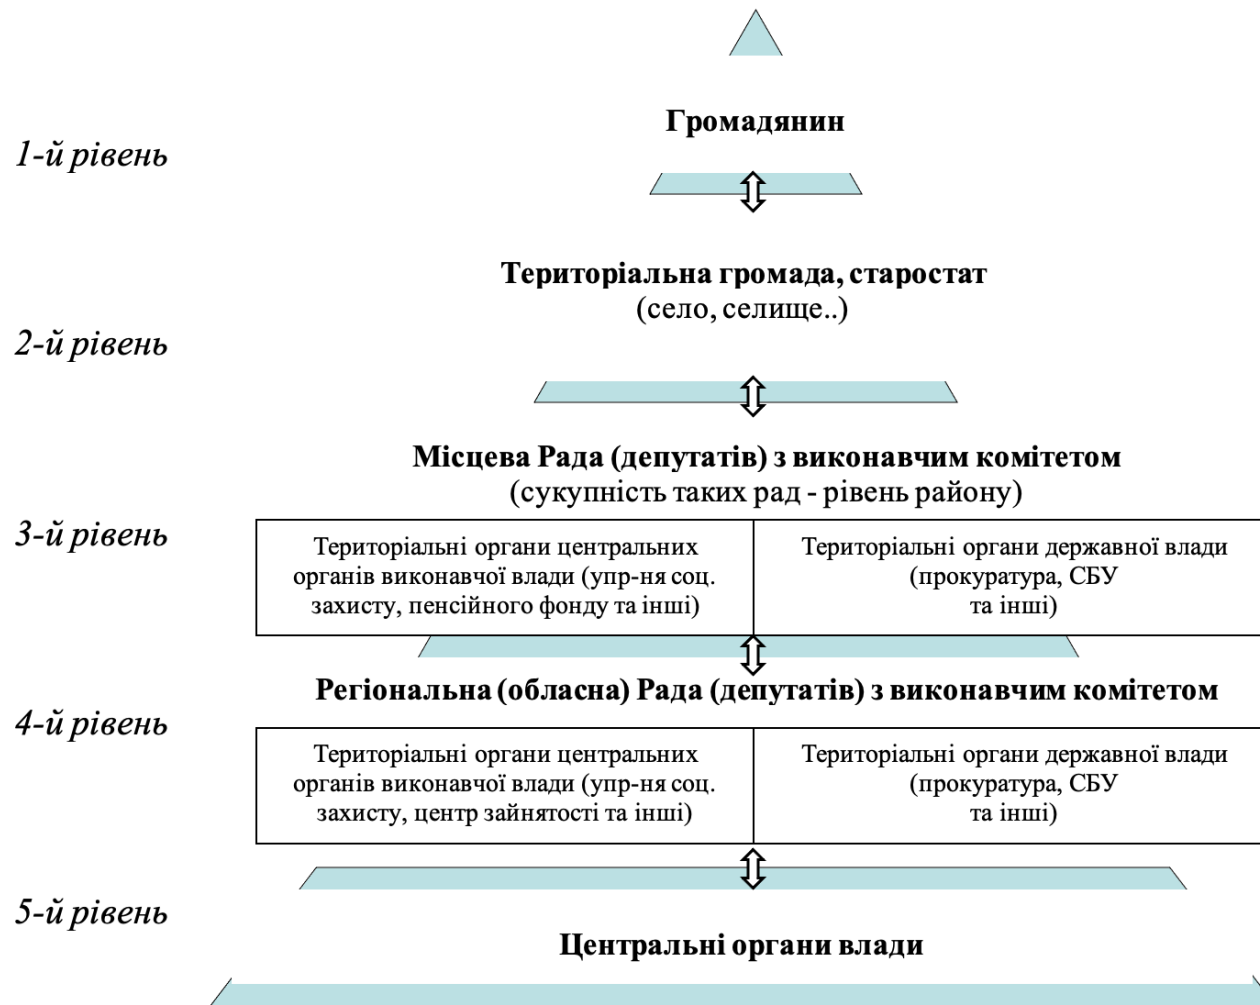 Громадянин
1-й рівень
Територіальна громада, старостат
(село, селище..)
2-й рівень
Місцева Рада (депутатів) з виконавчим комітетом
(сукупність таких рад - рівень району)
3-й рівень
Територіальні органи центральних
органів виконавчої влади (упр-ня соц.
захисту, пенсійного фонду та інші)
Територіальні органи державної влади
(прокуратура, СБУ
та інші)
Регіональна (обласна) Рада (депутатів) з виконавчим комітетом
4-й рівень
Територіальні органи центральних
органів виконавчої влади (упр-ня соц.
захисту, центр зайнятості та інші)
Територіальні органи державної влади
(прокуратура, СБУ
та інші)
5-й рівень
Центральні органи влади